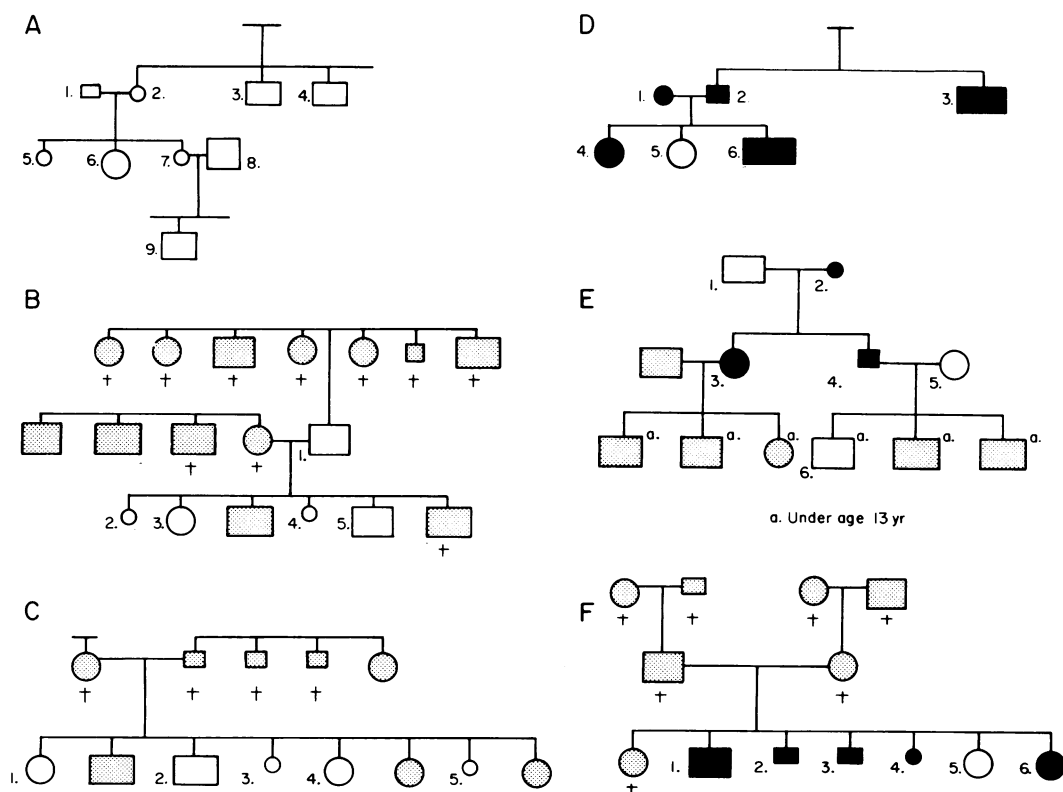 A
1. 2. 3. 4.
5. 6. 7. 8.
9.
B
† † † † † † †
† † 1.
2. 3. 4. 5. †
C
† † † †
1. 2. 3. 4. 5.
D
1. 2. 3.
4. 5. 6.
E
1. 2.
3. 4. 5.
a. a. a. 6. a. a.
a. Under age 13 yr
F
† † † †
† †
† 1. 2. 3. 4. 5. 6.